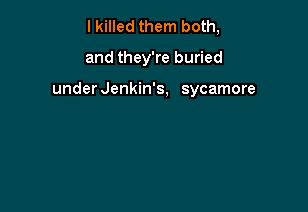 I killed them both,
and they're buried
under Jenkin's, sycamore